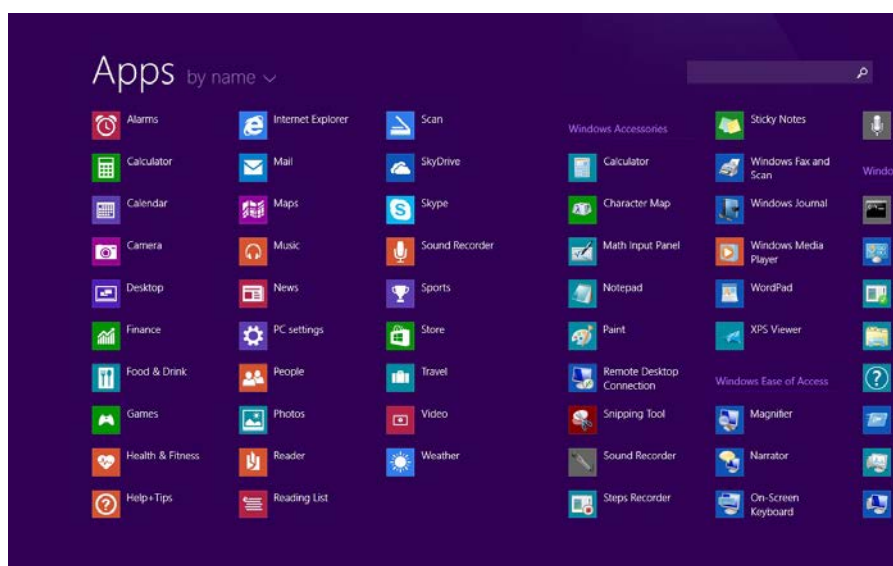 Apps by name
Alarms
Calculator
Calendar
Camera
Desktop
Finance
Food & Drink
Games
Health & Fitness
Help+Tips
Internet Explorer
Mail
Maps
Music
News
PC settings
People
Photos
Reader
Reading List
Scan
SkyDrive
Skype
Sound Recorder
Sports
Store
Travel
Video
Weather
Windows Accessories
Calculator
Character Map
Math Input Panel
Notepad
Paint
Remote Desktop
Connection
Snipping Tool
Sound Recorder
Steps Recorder
Sticky Notes
Windows Fax and
Scan
Windows Journal
Windows Media
Player
WordPad
XPS Viewer
Windows Ease of Access
Magnifier
Narrator
On-Screen
Keyboard
Windo